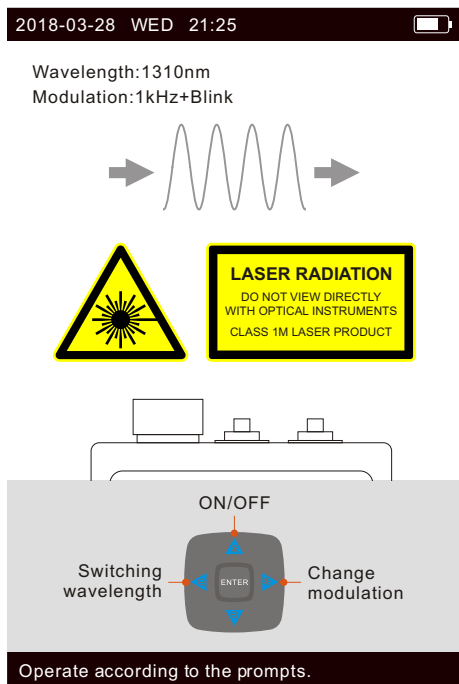 2018-03-28 WED 21:25
Wavelength:1310nm
Modulation:1kHz+Blink
LASER RADIATION
DO NOT VIEW DIRECTLY
WITH OPTICAL INSTRUMENTS
CLASS 1M LASER PRODUCT
ON/OFF
Switching
wavelength
ENTER
Change
modulation
Operate according to the prompts.